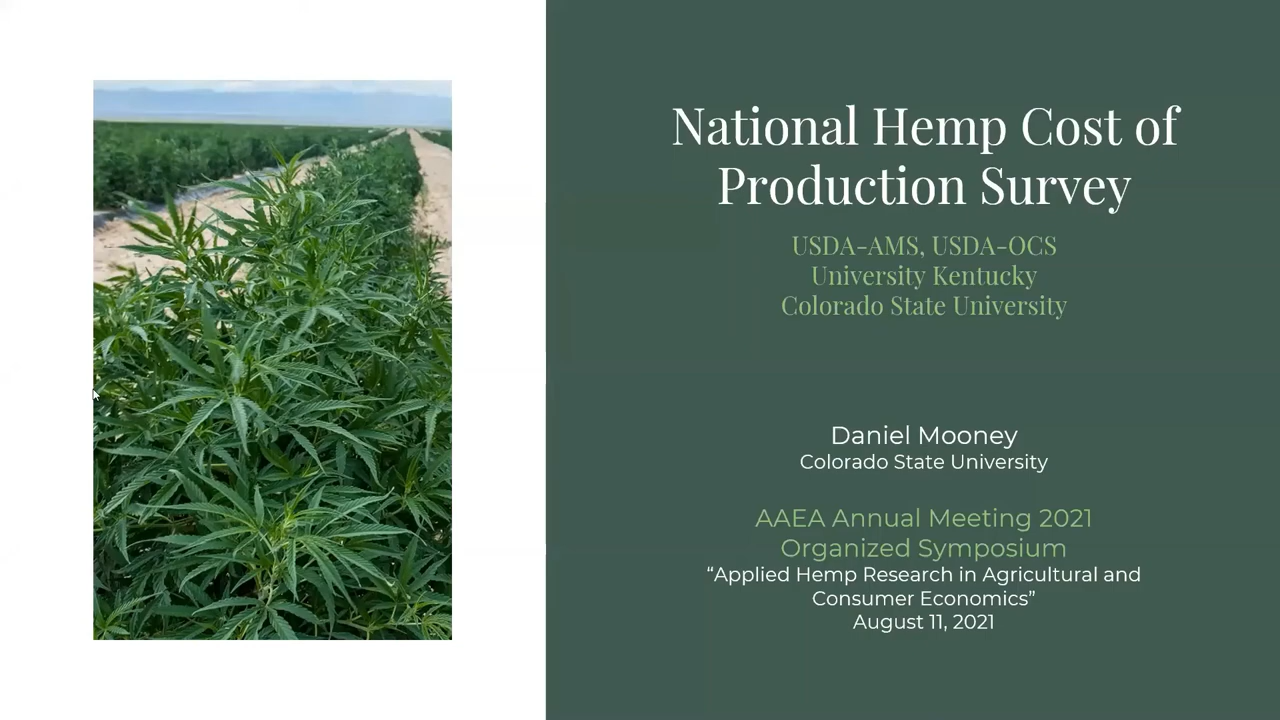 National Hemp Cost of
Production Survey
USDA-AMS, USDA-OCS
University Kentucky
Colorado State University
Daniel Mooney
Colorado State University
AAEA Annual Meeting 2021
Organized Symposium
“Applied Hemp Research in Agricultural and
Consumer Economics”
August 11, 2021